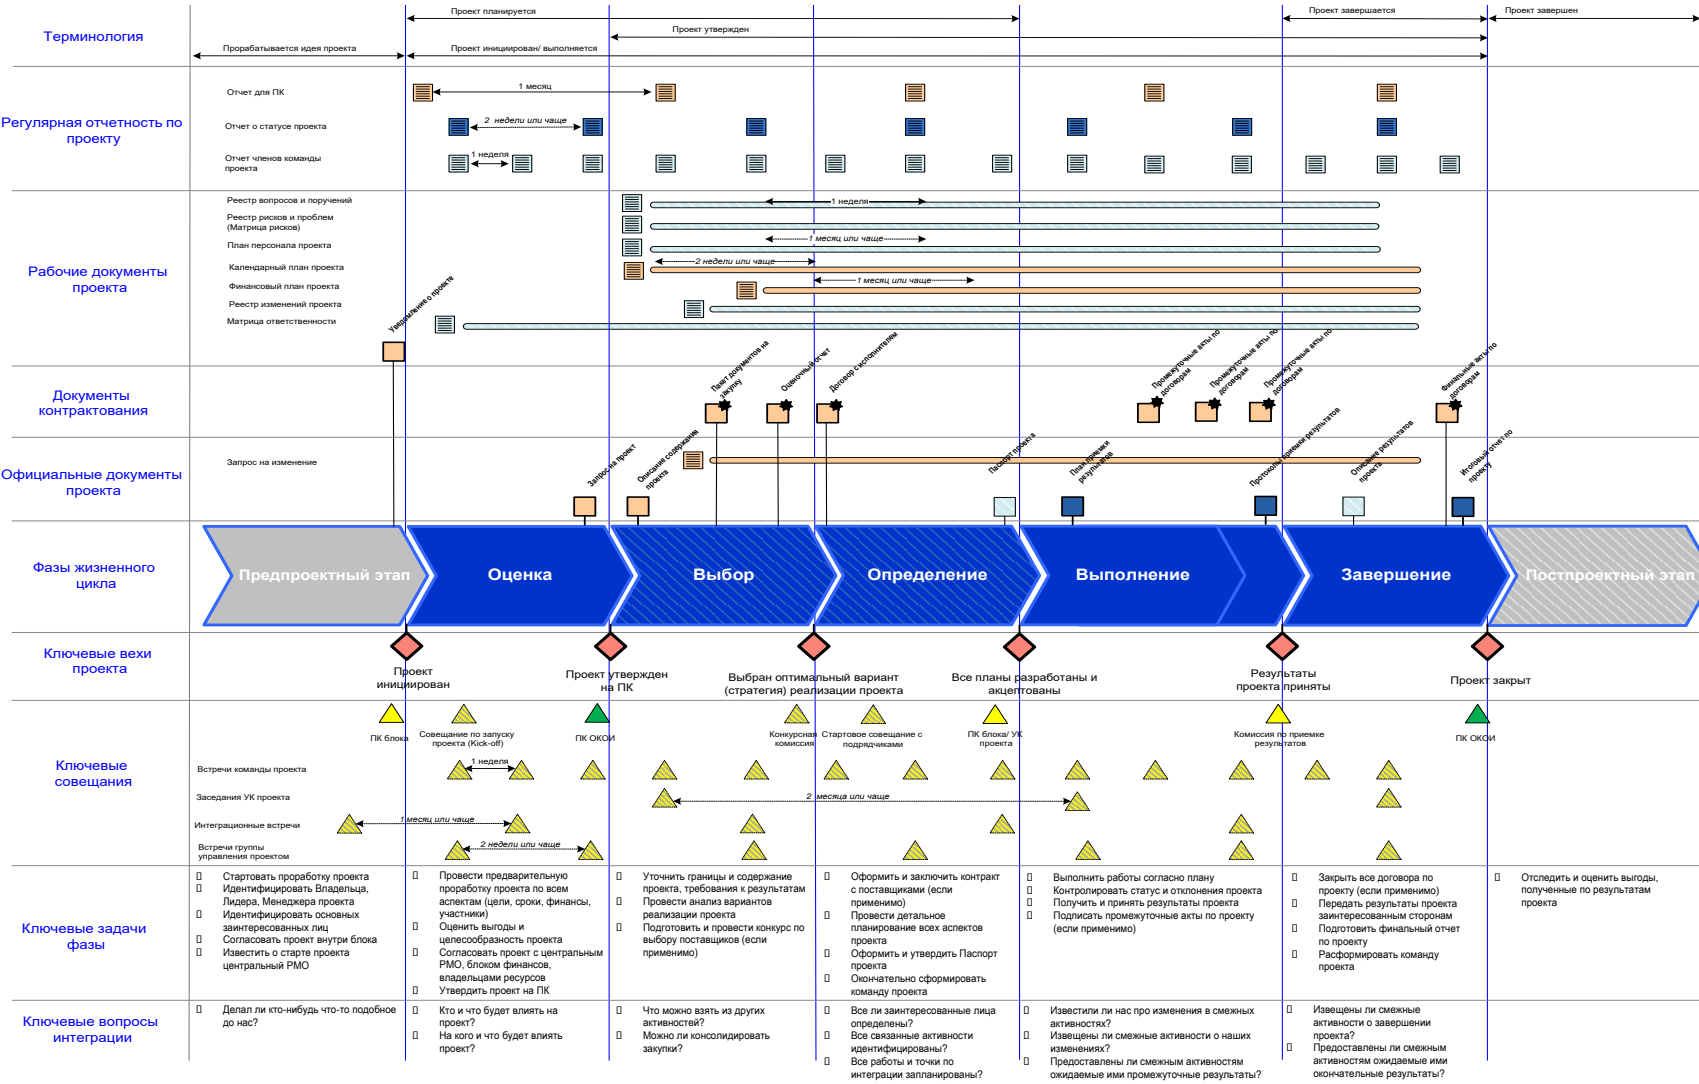 Терминология
Проект планируется
Проект завершается
Проект завершен
Проект утвержден
Прорабатывается идея проекта
Проект инициирован/ выполняется
Регулярная отчетность по
проекту
Отчет для ПК
1 месяц
Отчет о статусе проекта
2 недели или чаще
Отчет членов команды
проекта
1 неделя
Рабочие документы
проекта
Реестр вопросов и поручений
1 неделя
Реестр рисков и проблем
(Матрица рисков)
План персонала проекта
1 месяц или чаще
Календарный план проекта
2 недели или чаще
Финансовый план проекта
1 месяц или чаще
Реестр изменений проекта
Матрица ответственности
Уведомление о проекте
Документы
контрактования
Пакет документов на
закупку
Оценочный отчет
Договор с исполнителем
Промежуточные акты по
договорам
Промежуточные акты по
договорам
Промежуточные акты по
договорам
Финальные акты по
договорам
Официальные документы
проекта
Запрос на изменение
Запрос на проект
Описание содержания
проекта
Паспорт проекта
План приемки
результатов
Протоколы приемки результатов
Описание результатов
проекта
Итоговый отчет по
проекту
Фазы жизненного
цикла
Предпроектный этап
Оценка
Выбор
Определение
Выполнение
Завершение
Постпроектный этап
Ключевые вехи
проекта
Проект
инициирован
Проект утвержден
на ПК
Выбран оптимальный вариант
(стратегия) реализации проекта
Все планы разработаны и
акцептованы
Результаты
проекта приняты
Проект закрыт
Ключевые
совещания
ПК блока
Совещание по запуску
проекта (Kick-off)
ПК ОКОИ
Конкурсная
комиссия
Стартовое совещание с
подрядчиками
ПК блока/ УК
проекта
Комиссия по приемке
результатов
ПК ОКОИ
Встречи команды проекта
1 неделя
Заседания УК проекта
2 месяца или чаще
Интеграционные встречи
1 месяц или чаще
Встречи группы
управления проектом
2 недели или чаще
Ключевые задачи
фазы
Стартовать проработку проекта
Идентифицировать Владельца,
Лидера, Менеджера проекта
Идентифицировать основных
заинтересованных лиц
Согласовать проект внутри блока
Известить о старте проекта
центральный PMO
Провести предварительную
проработку проекта по всем
аспектам (цели, сроки, финансы,
участники)
Оценить выгоды и
целесообразность проекта
Согласовать проект с центральным
PMO, блоком финансов,
владельцами ресурсов
Утвердить проект на ПК
Уточнить границы и содержание
проекта, требования к результатам
Провести анализ вариантов
реализации проекта
Подготовить и провести конкурс по
выбору поставщиков (если
применимо)
Оформить и заключить контракт
с поставщиками (если
применимо)
Провести детальное
планирование всех аспектов
проекта
Оформить и утвердить Паспорт
проекта
Окончательно сформировать
команду проекта
Выполнить работы согласно плану
Контролировать статус и отклонения проекта
Получить и принять результаты проекта
Подписать промежуточные акты по проекту
(если применимо)
Закрыть все договора по
проекту (если применимо)
Передать результаты проекта
заинтересованным сторонам
Подготовить финальный отчет
по проекту
Расформировать команду
проекта
Отследить и оценить выгоды,
полученные по результатам
проекта
Ключевые вопросы
интеграции
Делал ли кто-нибудь что-то подобное
до нас?
Кто и что будет влиять на
проект?
На кого и что будет влиять
проект?
Что можно взять из других
активностей?
Можно ли консолидировать
закупки?
Все ли заинтересованные лица
определены?
Все связанные активности
идентифицированы?
Все работы и точки по
интеграции запланированы?
Известили ли нас про изменения в смежных
активностях?
Извещены ли смежные активности о наших
изменениях?
Предоставлены ли смежным активностям
ожидаемые ими промежуточные результаты?
Извещены ли смежные
активности о завершении
проекта?
Предоставлены ли смежным
активностям ожидаемые ими
окончательные результаты?